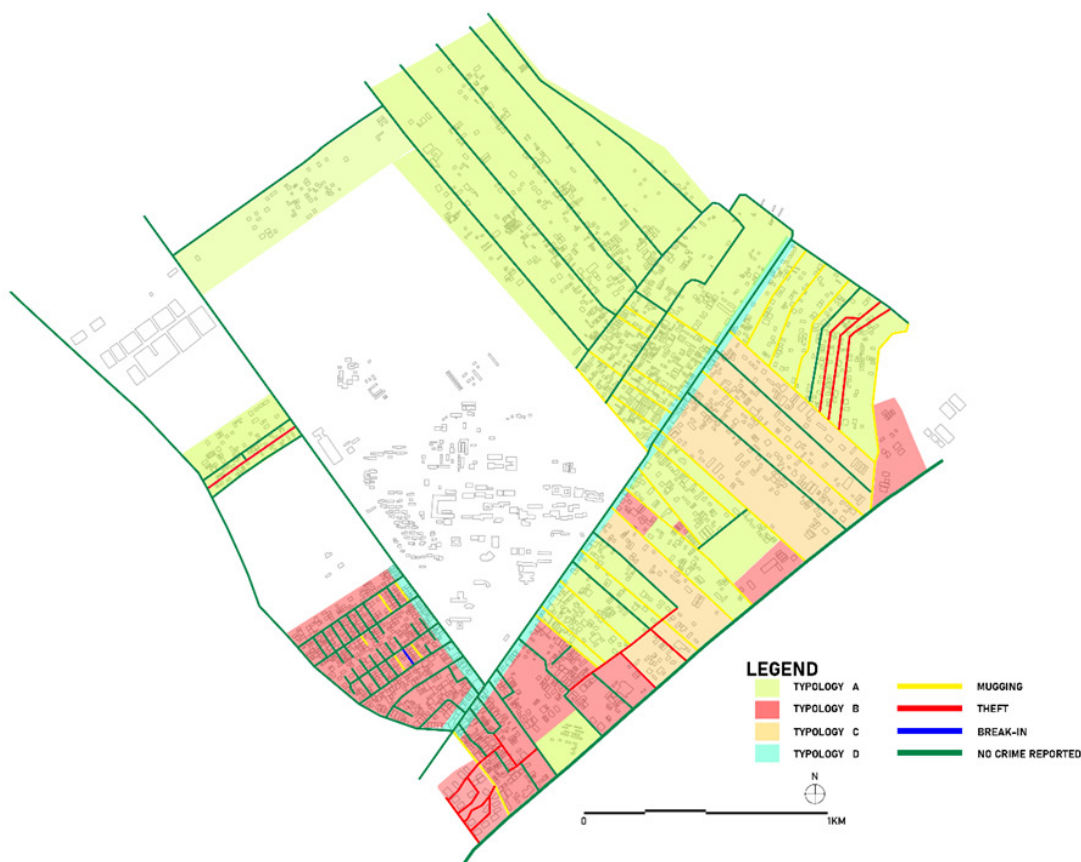 LEGEND
TYPOLOGY A
TYPOLOGY B
TYPOLOGY C
TYPOLOGY D
MUGGING
THEFT
BREAK-IN
NO CRIME REPORTED
N
0 1KM